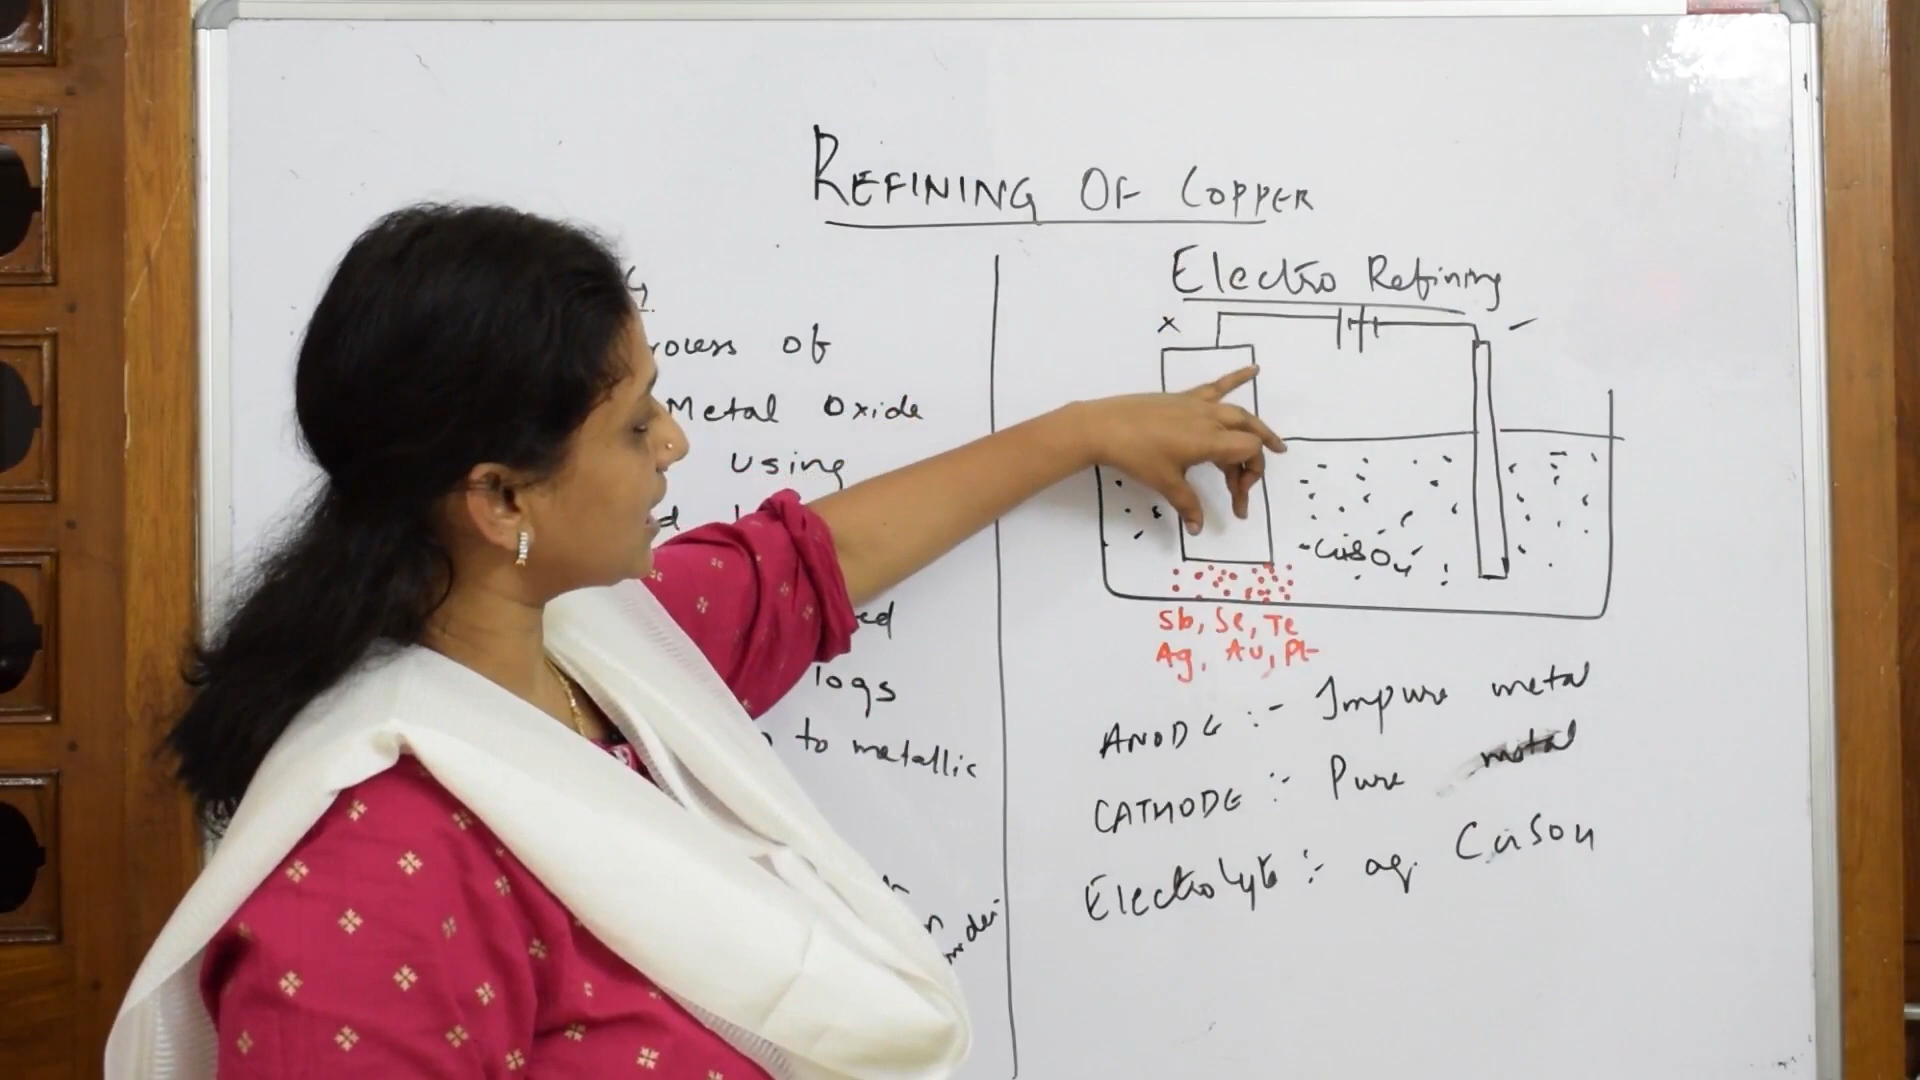 REFINING OF COPPER
of
Metal Oxide
using
logs
to metallic
Electro Refining
CuSO4
Sb, Se, Te
Ag, Au, Pt
ANODE :- Impure metal
CATHODE :- Pure metal
Electrolyte :- aq. CuSO4